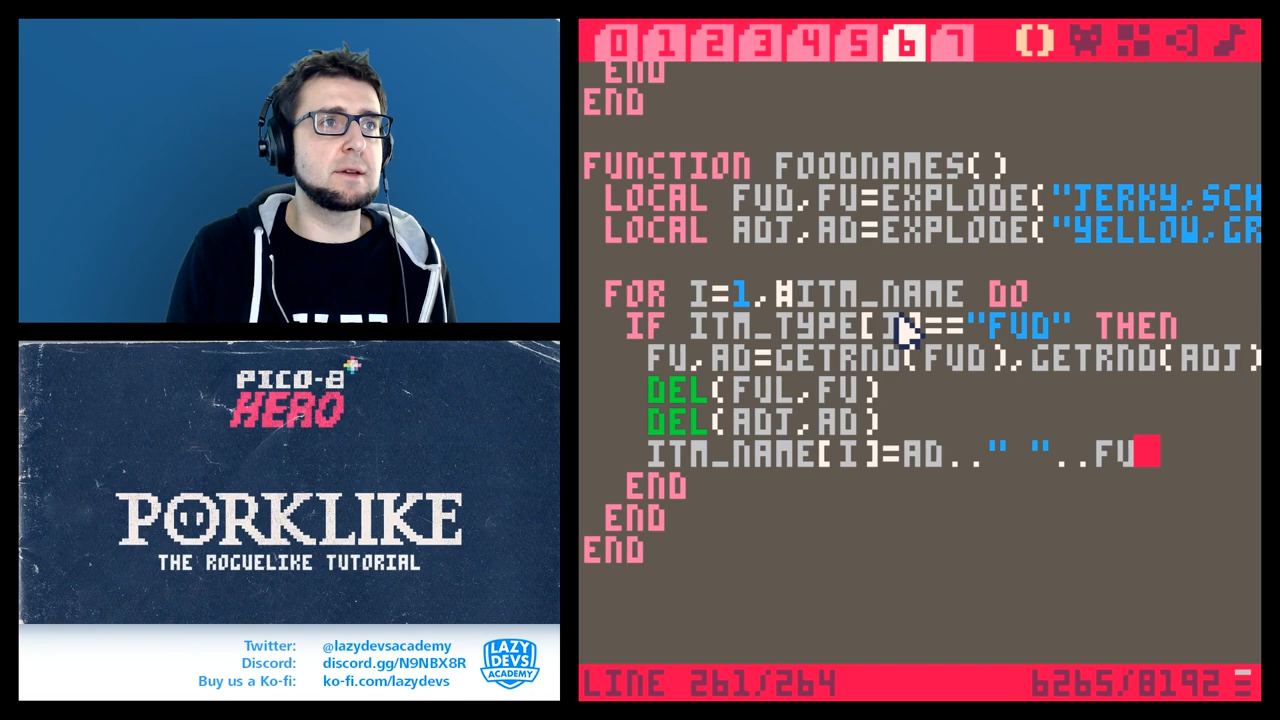 PICO-8
HERO
PORKLIKE
THE ROGUELIKE TUTORIAL
Twitter: @lazydevsacademy
Discord: discord.gg/N9NBX8R
Buy us a Ko-fi: ko-fi.com/lazydevs
LAZY
DEVS
ACADEMY
0 1 2 3 4 5 6 7
END
END
FUNCTION FOODNAMES()
LOCAL FUD,FU=EXPLODE("JERKY,SCH
LOCAL ADJ,AD=EXPLODE("YELLOW,GR
FOR I=1,#ITM_NAME DO
IF ITM_TYPE[I]=="FUD" THEN
FU,AD=GETRND(FUD),GETRND(ADJ)
DEL(FUL,FU)
DEL(ADJ,AD)
ITM_NAME[I]=AD.." "..FU
END
END
END
LINE 261/264
6265/8192